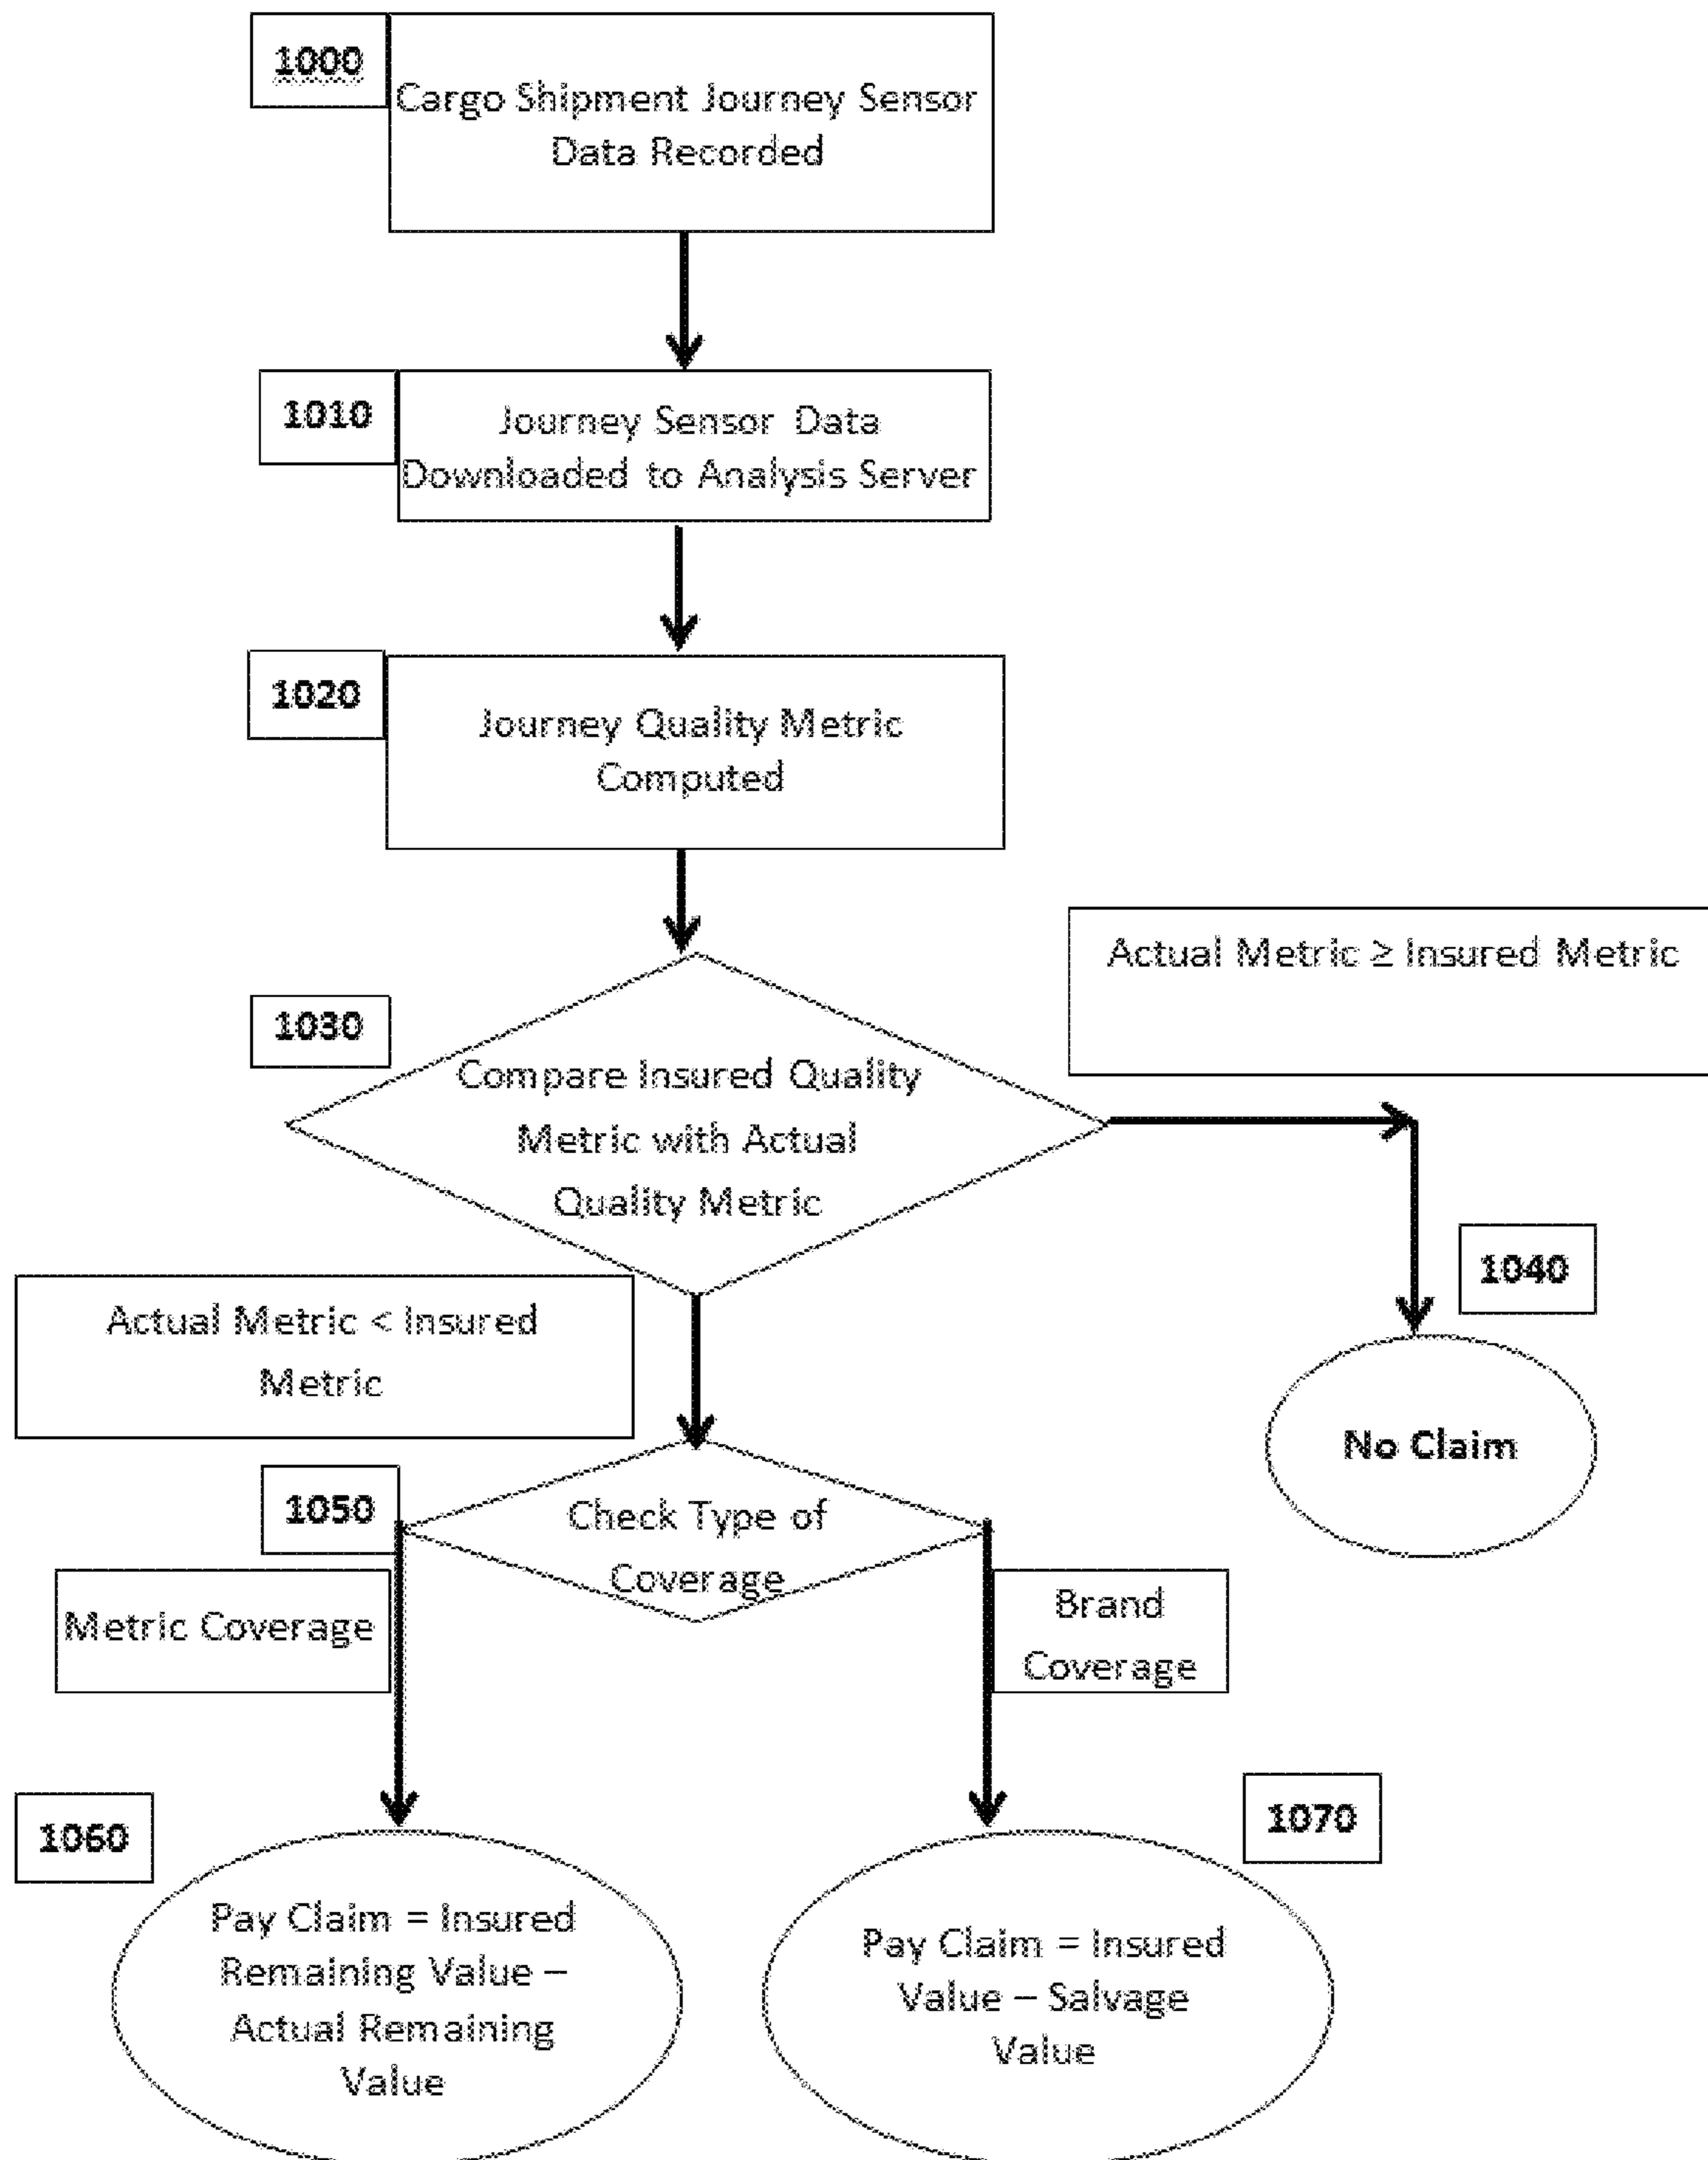 1000
Cargo Shipment Journey Sensor
Data Recorded
1010
Journey Sensor Data
Downloaded to Analysis Server
1020
Journey Quality Metric
Computed
Actual Metric ≥ Insured Metric
1030
Compare Insured Quality
Metric with Actual
Quality Metric
1040
No Claim
Actual Metric < Insured
Metric
1050
Check Type of
Coverage
Metric Coverage
Brand
Coverage
1060
Pay Claim = Insured
Remaining Value –
Actual Remaining
Value
1070
Pay Claim = Insured
Value – Salvage
Value